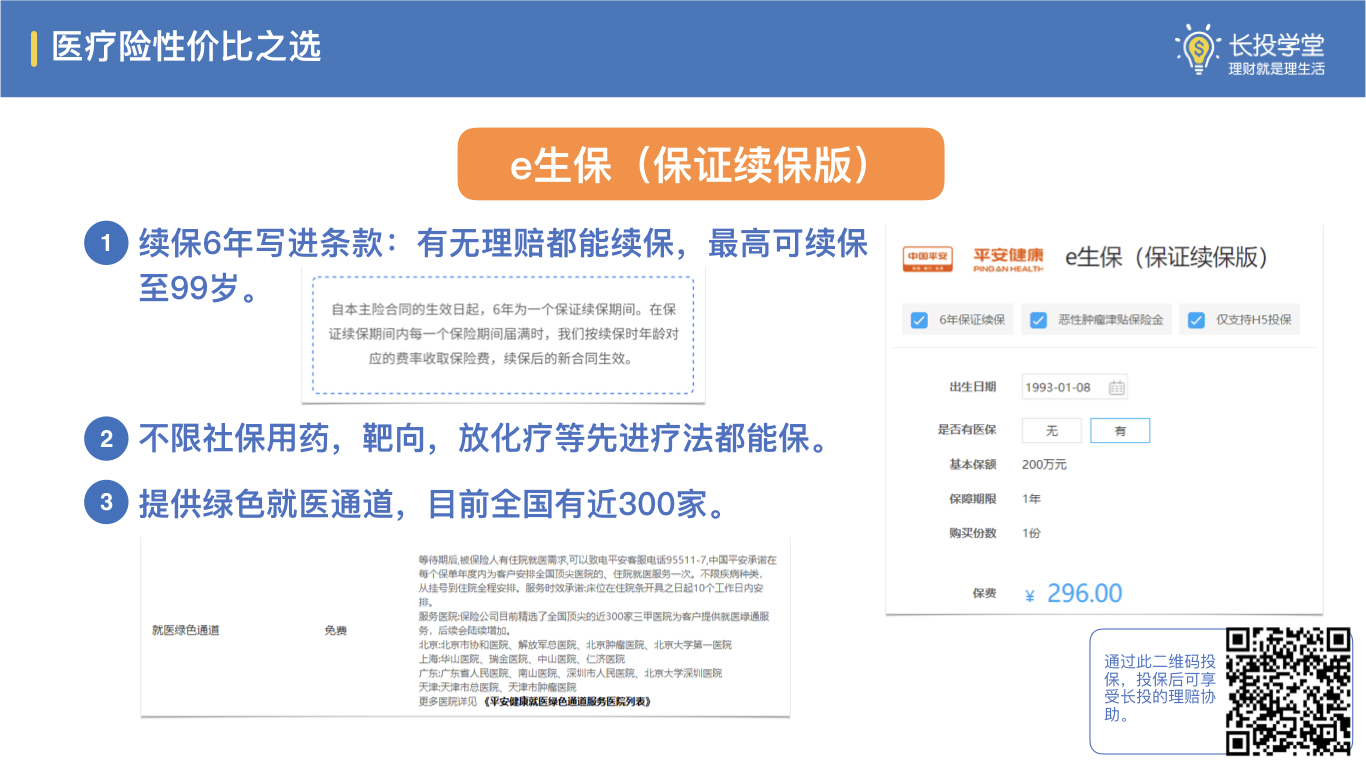 医疗险性价比之选
长投学堂
理财就是理生活
e生保（保证续保版）
1 续保6年写进条款：有无理赔都能续保，最高可续保
至99岁。
自本主险合同的生效日起，6年为一个保证续保期间。在保
证续保期间内每一个保险期间届满时，我们按续保时年龄对
应的费率收取保险费，续保后的新合同生效。
2 不限社保用药，靶向，放化疗等先进疗法都能保。
3 提供绿色就医通道，目前全国有近300家。
就医绿色通道
免费
等待期后,被保险人有住院就医需求,可以致电平安客服电话95511-7,中国平安承诺在
每个保单年度内为客户安排全国顶尖医院的、住院就医服务一次。不限疾病种类，
从挂号到住院全程安排。服务时效承诺:床位在住院条开具之日起10个工作日内安
排。
服务医院:保险公司目前精选了全国顶尖的近300家三甲医院为客户提供就医绿通服
务，后续会陆续增加。
北京:北京市协和医院、解放军总医院、北京肿瘤医院、北京大学第一医院
上海:华山医院、瑞金医院、中山医院、仁济医院
广东:广东省人民医院、南山医院、深圳市人民医院、北京大学深圳医院
天津:天津市总医院、天津市肿瘤医院
更多医院详见 《平安健康就医绿色通道服务医院列表》
中国平安
平安健康
PING AN HEALTH
e生保（保证续保版）
6年保证续保
恶性肿瘤津贴保险金
仅支持H5投保
出生日期 1993-01-08
是否有医保 无 有
基本保额 200万元
保障期限 1年
购买份数 1份
保费 ¥ 296.00
通过此二维码投
保，投保后可享
受长投的理赔协
助。